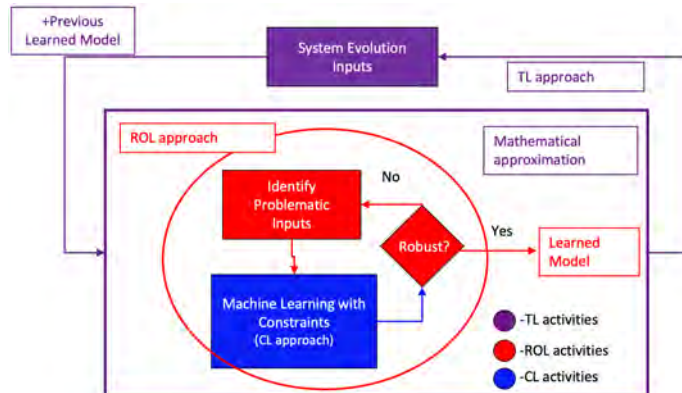 +Previous
Learned Model
System Evolution
Inputs
TL approach
ROL approach
Mathematical
approximation
Identify
Problematic
Inputs
No
Robust?
Yes
Learned
Model
Machine Learning with
Constraints
(CL approach)
-TL activities
-ROL activities
-CL activities